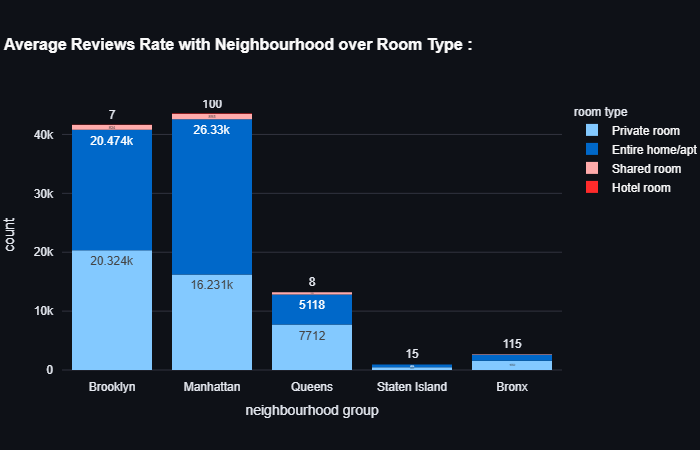 Average Reviews Rate with Neighbourhood over Room Type :
7
100
room type
Private room
Entire home/apt
Shared room
Hotel room
40k
30k
20k
10k
0
count
20.474k
26.33k
20.324k
16.231k
8
5118
7712
15
115
Brooklyn
Manhattan
Queens
Staten Island
Bronx
neighbourhood group